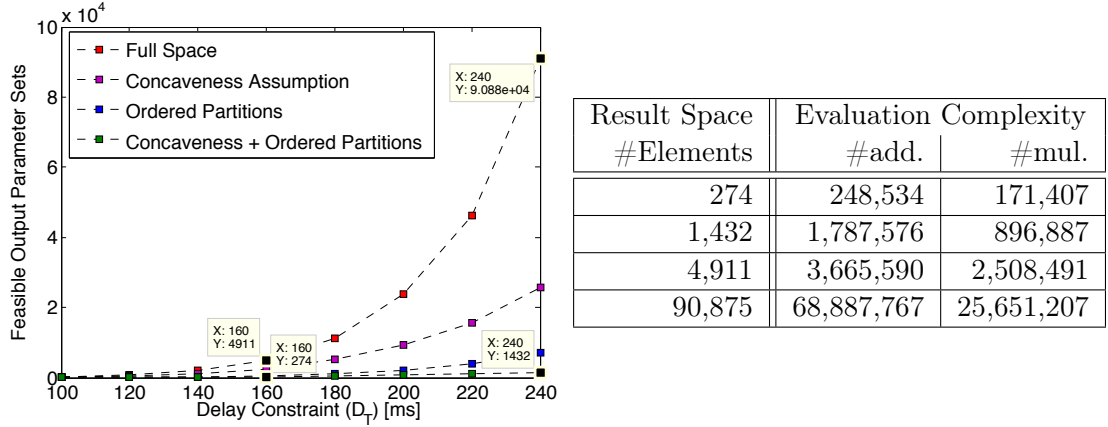 10 x 10^4
Full Space
Concaveness Assumption
Ordered Partitions
Concaveness + Ordered Partitions
X: 240
Y: 9.088e+04
8
6
4
2
0
X: 160
Y: 4911
X: 160
Y: 274
X: 240
Y: 1432
100 120 140 160 180 200 220 240
Delay Constraint (D_T) [ms]
Feasible Output Parameter Sets
Result Space Evaluation Complexity
#Elements #add. #mul.
274 248,534 171,407
1,432 1,787,576 896,887
4,911 3,665,590 2,508,491
90,875 68,887,767 25,651,207